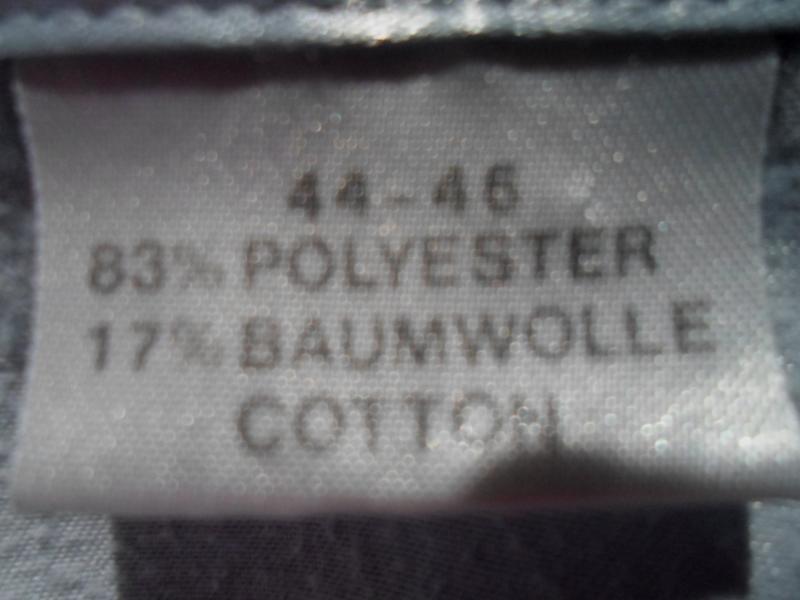 44-46
83% POLYESTER
17% BAUMWOLLE
COTTON